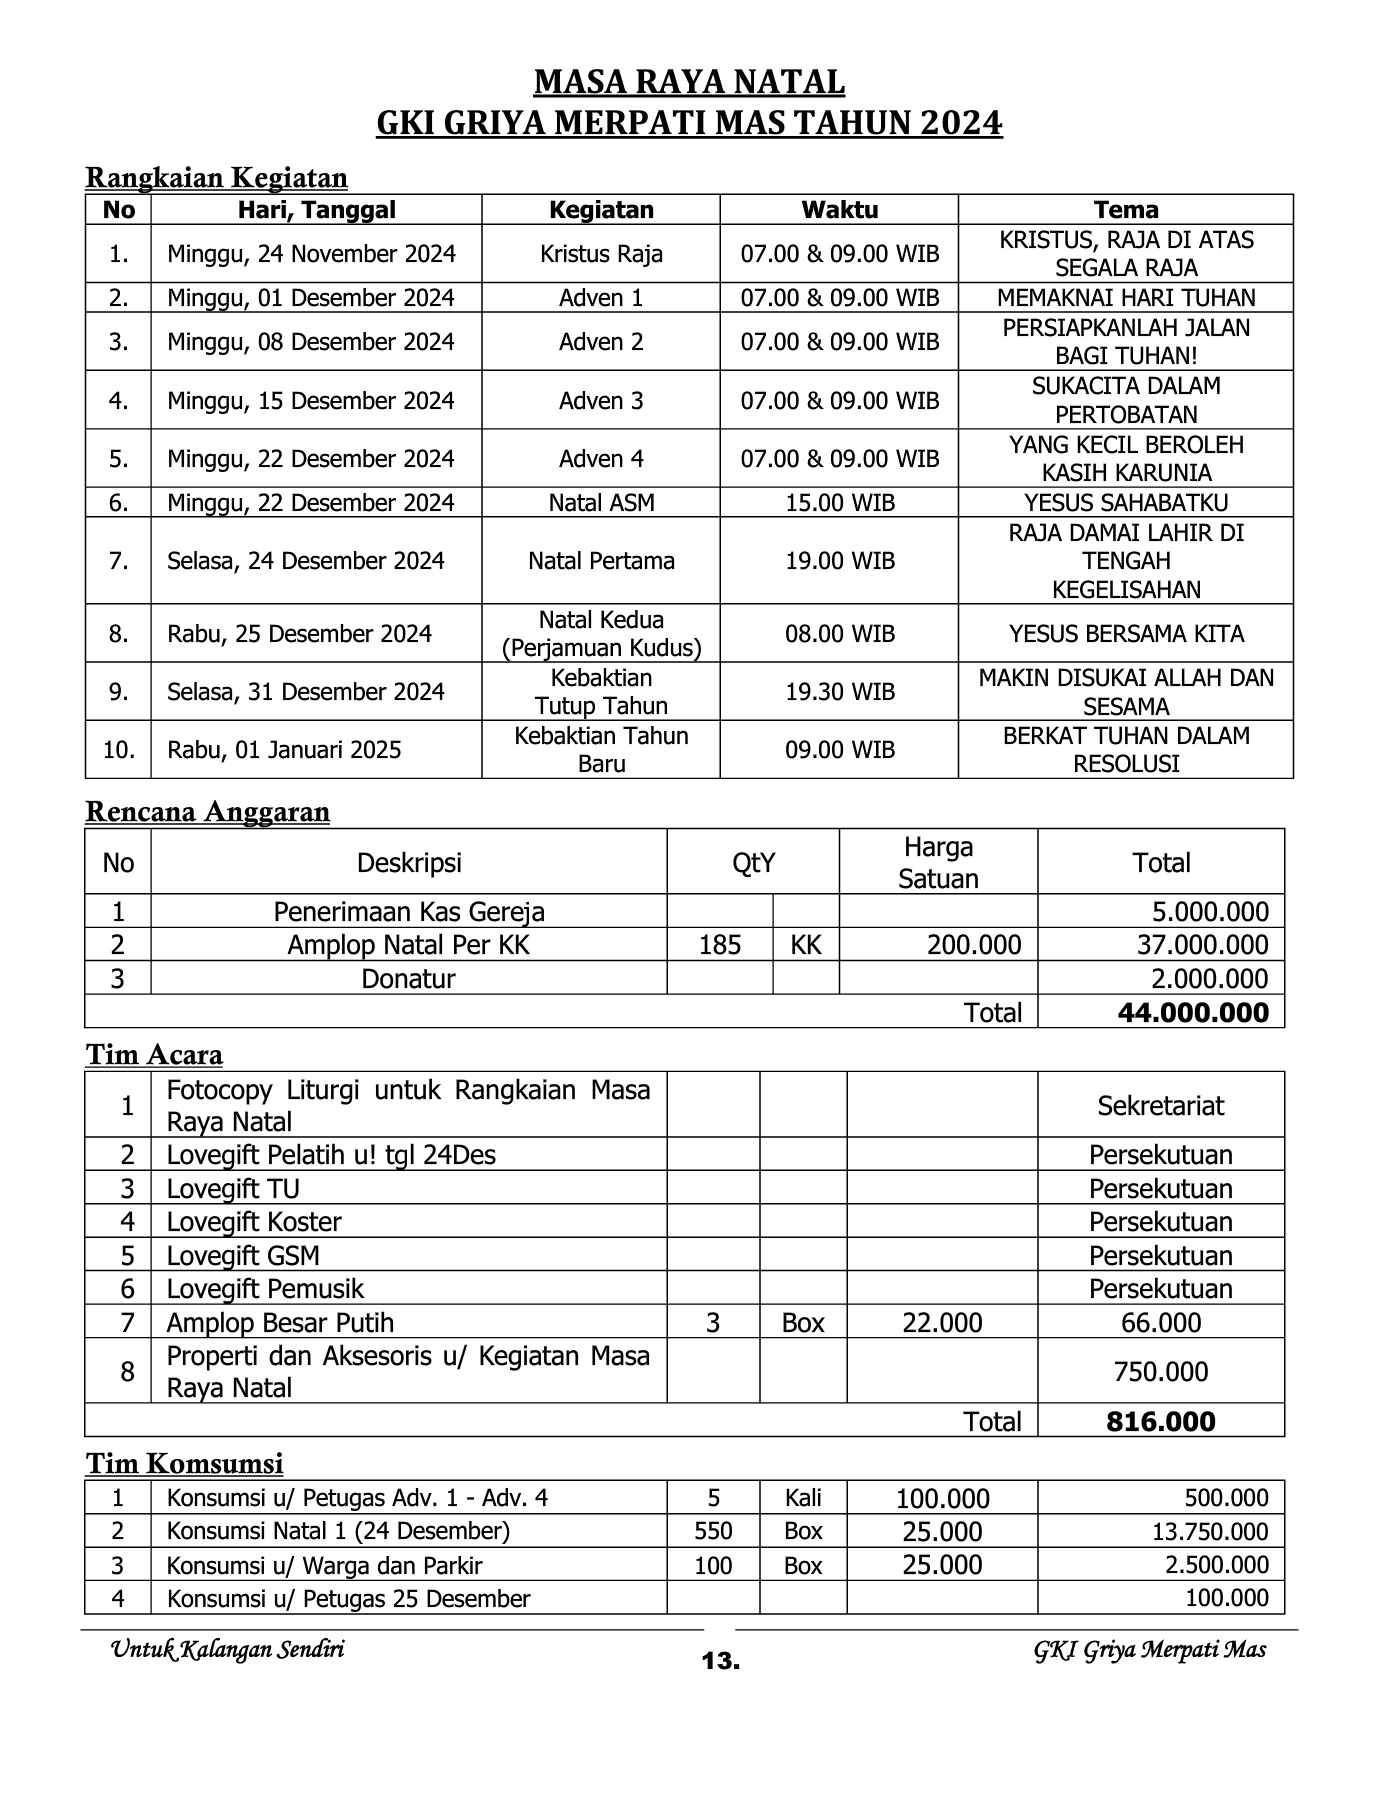 MASA RAYA NATAL
GKI GRIYA MERPATI MAS TAHUN 2024
Rangkaian Kegiatan
No Hari, Tanggal Kegiatan Waktu Tema
1. Minggu, 24 November 2024 Kristus Raja 07.00 & 09.00 WIB KRISTUS, RAJA DI ATAS
SEGALA RAJA
2. Minggu, 01 Desember 2024 Adven 1 07.00 & 09.00 WIB MEMAKNAI HARI TUHAN
3. Minggu, 08 Desember 2024 Adven 2 07.00 & 09.00 WIB PERSIAPKANLAH JALAN
BAGI TUHAN!
4. Minggu, 15 Desember 2024 Adven 3 07.00 & 09.00 WIB SUKACITA DALAM
PERTOBATAN
5. Minggu, 22 Desember 2024 Adven 4 07.00 & 09.00 WIB YANG KECIL BEROLEH
KASIH KARUNIA
6. Minggu, 22 Desember 2024 Natal ASM 15.00 WIB YESUS SAHABATKU
7. Selasa, 24 Desember 2024 Natal Pertama 19.00 WIB RAJA DAMAI LAHIR DI
TENGAH
KEGELISAHAN
8. Rabu, 25 Desember 2024 Natal Kedua
(Perjamuan Kudus) 08.00 WIB YESUS BERSAMA KITA
9. Selasa, 31 Desember 2024 Kebaktian
Tutup Tahun 19.30 WIB MAKIN DISUKAI ALLAH DAN
SESAMA
10. Rabu, 01 Januari 2025 Kebaktian Tahun
Baru 09.00 WIB BERKAT TUHAN DALAM
RESOLUSI
Rencana Anggaran
No Deskripsi QtY Harga
Satuan Total
1 Penerimaan Kas Gereja 5.000.000
2 Amplop Natal Per KK 185 KK 200.000 37.000.000
3 Donatur 2.000.000
Total 44.000.000
Tim Acara
1 Fotocopy Liturgi untuk Rangkaian Masa
Raya Natal Sekretariat
2 Lovegift Pelatih u! tgl 24Des Persekutuan
3 Lovegift TU Persekutuan
4 Lovegift Koster Persekutuan
5 Lovegift GSM Persekutuan
6 Lovegift Pemusik Persekutuan
7 Amplop Besar Putih 3 Box 22.000 66.000
8 Properti dan Aksesoris u/ Kegiatan Masa
Raya Natal 750.000
Total 816.000
Tim Komsumsi
1 Konsumsi u/ Petugas Adv. 1 - Adv. 4 5 Kali 100.000 500.000
2 Konsumsi Natal 1 (24 Desember) 550 Box 25.000 13.750.000
3 Konsumsi u/ Warga dan Parkir 100 Box 25.000 2.500.000
4 Konsumsi u/ Petugas 25 Desember 100.000
Untuk Kalangan Sendiri 13. GKI Griya Merpati Mas